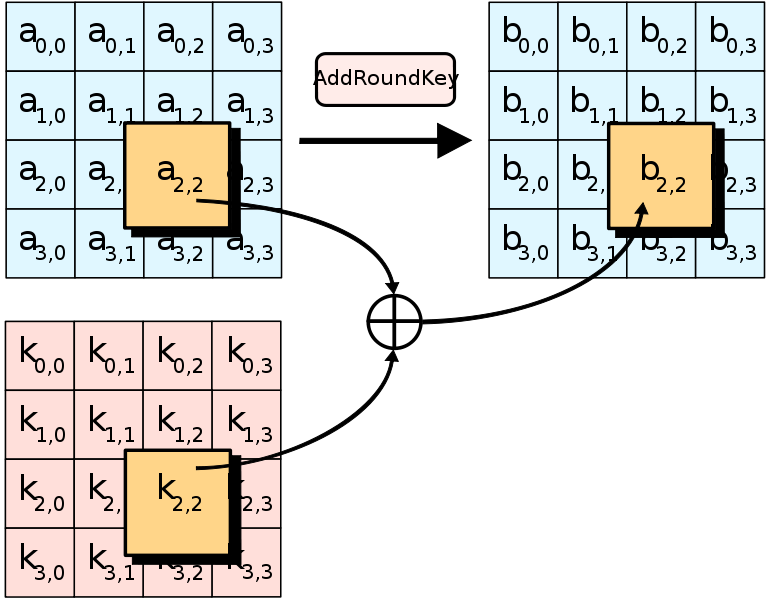 a0,0 a0,1 a0,2 a0,3
a1,0 a1,1 a1,2 a1,3
a2,0 a2, a2,2 2,3
a3,0 a3,1 a3,2 a3,3
AddRoundKey
b0,0 b0,1 b0,2 b0,3
b1,0 b1,1 b1,2 b1,3
b2,0 b2, b2,2 b2,3
b3,0 b3,1 b3,2 b3,3
k0,0 k0,1 k0,2 k0,3
k1,0 k1,1 k1,2 k1,3
k2,0 k2, k2,2 k2,3
k3,0 k3,1 k3,2 k3,3